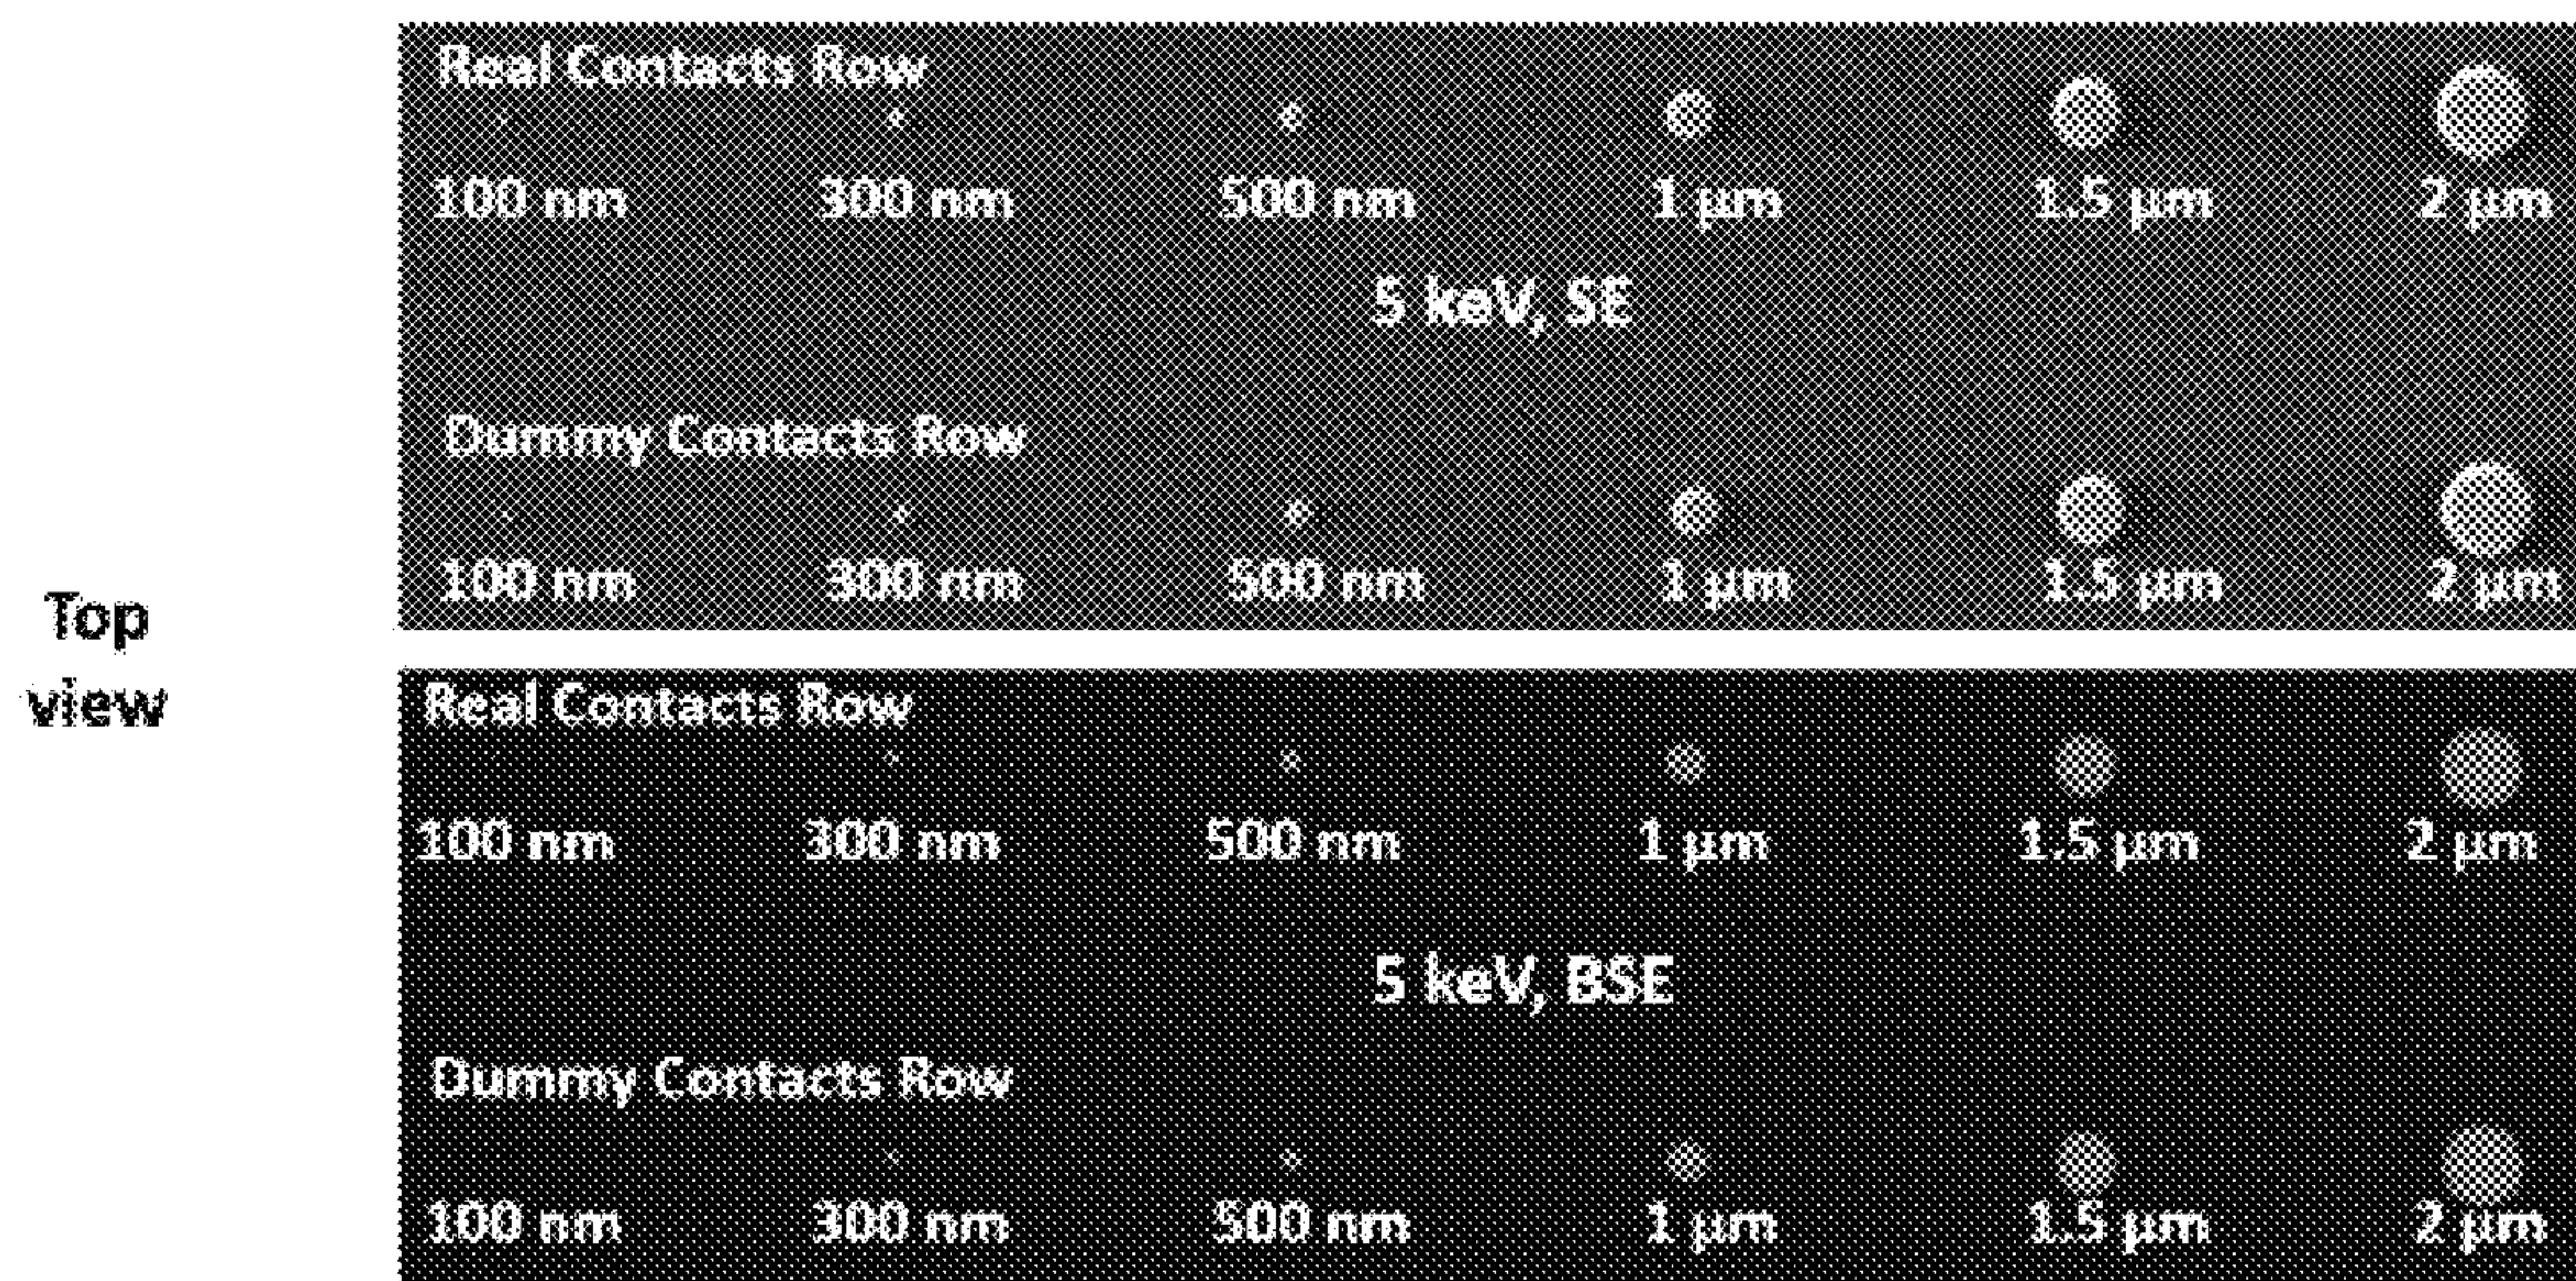 Top
view
Real Contacts Row
100 nm 300 nm 500 nm 1 μm 1.5 μm 2 μm
5 keV, SE
Dummy Contacts Row
100 nm 300 nm 500 nm 1 μm 1.5 μm 2 μm
Real Contacts Row
100 nm 300 nm 500 nm 1 μm 1.5 μm 2 μm
5 keV, BSE
Dummy Contacts Row
100 nm 300 nm 500 nm 1 μm 1.5 μm 2 μm